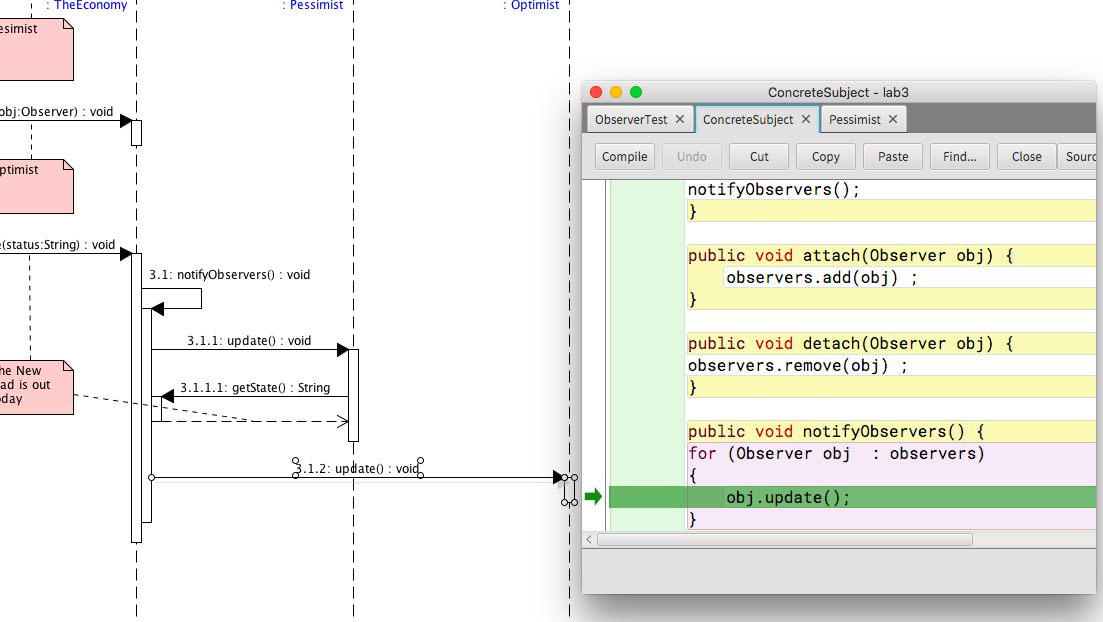 : TheEconomy
: Pessimist
: Optimist
esimist
obj:Observer) : void
ptimist
(status:String) : void
3.1: notifyObservers() : void
3.1.1: update() : void
he New
ad is out
oday
3.1.1.1: getState() : String
3.1.2: update() : void
ConcreteSubject - lab3
ObserverTest ✕
ConcreteSubject ✕
Pessimist ✕
Compile
Undo
Cut
Copy
Paste
Find...
Close
Sourc
notifyObservers();
}
public void attach(Observer obj) {
observers.add(obj) ;
}
public void detach(Observer obj) {
observers.remove(obj) ;
}
public void notifyObservers() {
for (Observer obj  : observers)
{
obj.update();
}